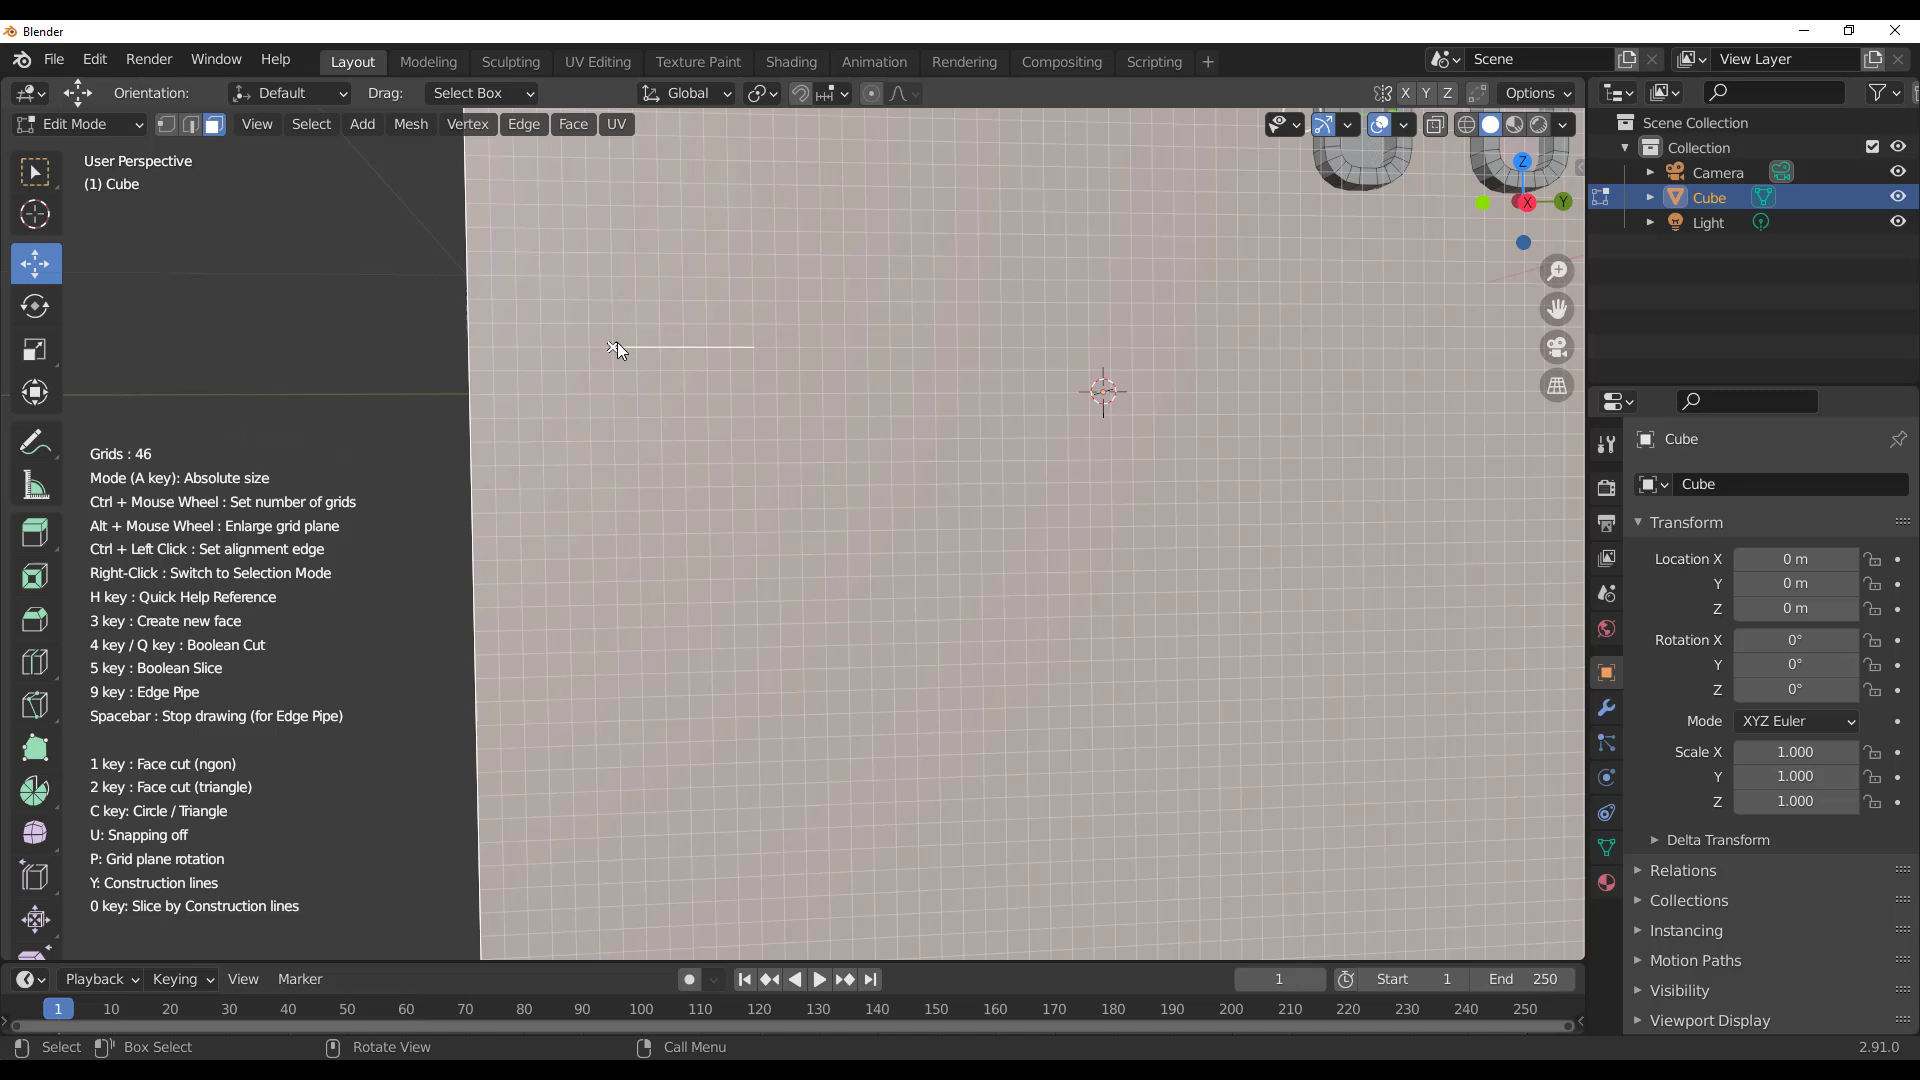 Blender
File Edit Render Window Help
Layout Modeling Sculpting UV Editing Texture Paint Shading Animation Rendering Compositing Scripting +
Scene
View Layer
Orientation: Default Drag: Select Box Global X Y Z Options
Edit Mode View Select Add Mesh Vertex Edge Face UV
User Perspective
(1) Cube
Z
X
Y
Grids : 46
Mode (A key): Absolute size
Ctrl + Mouse Wheel : Set number of grids
Alt + Mouse Wheel : Enlarge grid plane
Ctrl + Left Click : Set alignment edge
Right-Click : Switch to Selection Mode
H key : Quick Help Reference
3 key : Create new face
4 key / Q key : Boolean Cut
5 key : Boolean Slice
9 key : Edge Pipe
Spacebar : Stop drawing (for Edge Pipe)
1 key : Face cut (ngon)
2 key : Face cut (triangle)
C key: Circle / Triangle
U: Snapping off
P: Grid plane rotation
Y: Construction lines
0 key: Slice by Construction lines
Scene Collection
Collection
Camera
Cube
Light
Cube
Cube
Transform
Location X 0 m
Y 0 m
Z 0 m
Rotation X 0°
Y 0°
Z 0°
Mode XYZ Euler
Scale X 1.000
Y 1.000
Z 1.000
Delta Transform
Relations
Collections
Instancing
Motion Paths
Visibility
Viewport Display
Playback Keying View Marker
1 Start 1 End 250
1 10 20 30 40 50 60 70 80 90 100 110 120 130 140 150 160 170 180 190 200 210 220 230 240 250
Select Box Select Rotate View Call Menu 2.91.0